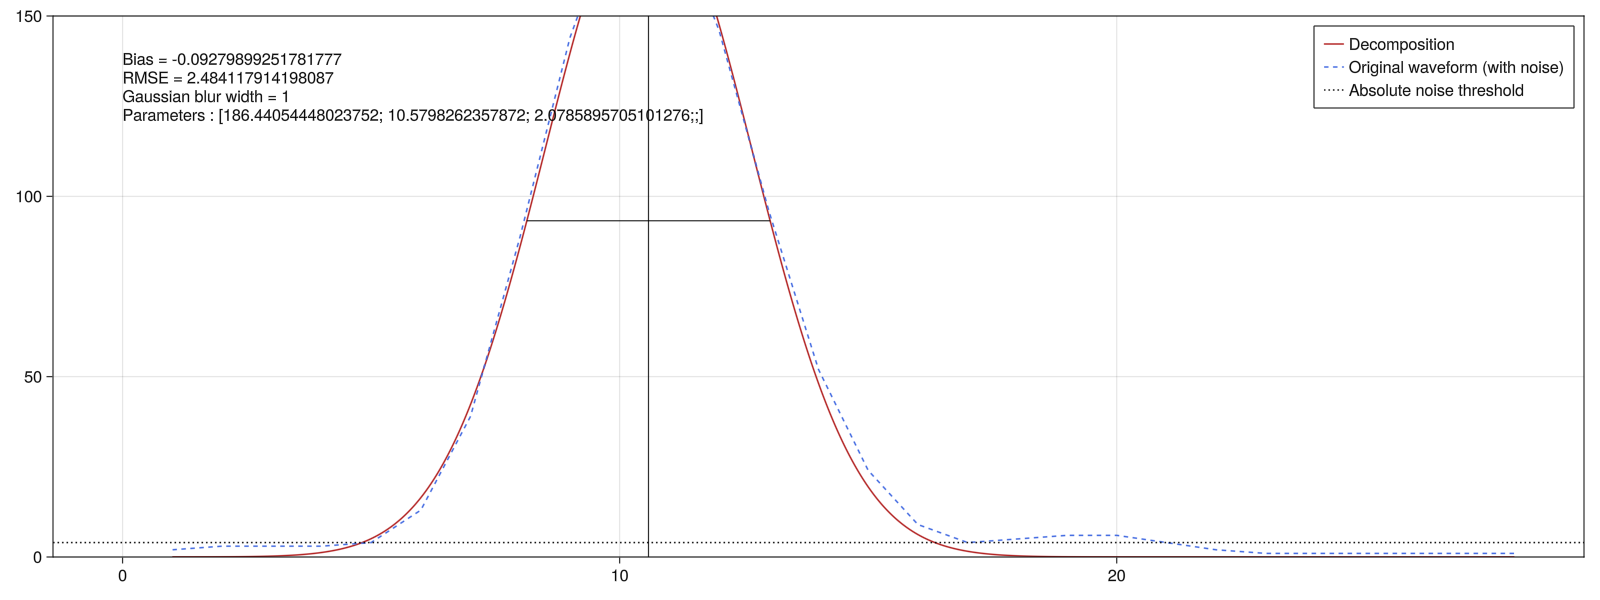 150
Bias = -0.09279899251781777
RMSE = 2.484117914198087
Gaussian blur width = 1
Parameters : [186.44054448023752; 10.5798262357872; 2.0785895705101276;;]
Decomposition
Original waveform (with noise)
Absolute noise threshold
100
50
0
0 10 20